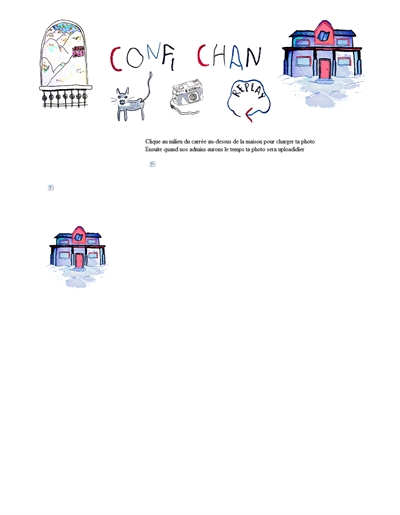 CONFI CHAN
REPLAY
Clique au milieu du carrée au-dessus de la maison pour charger ta photo
Ensuite quand nos admins aurons le temps ta photo sera uploadidier